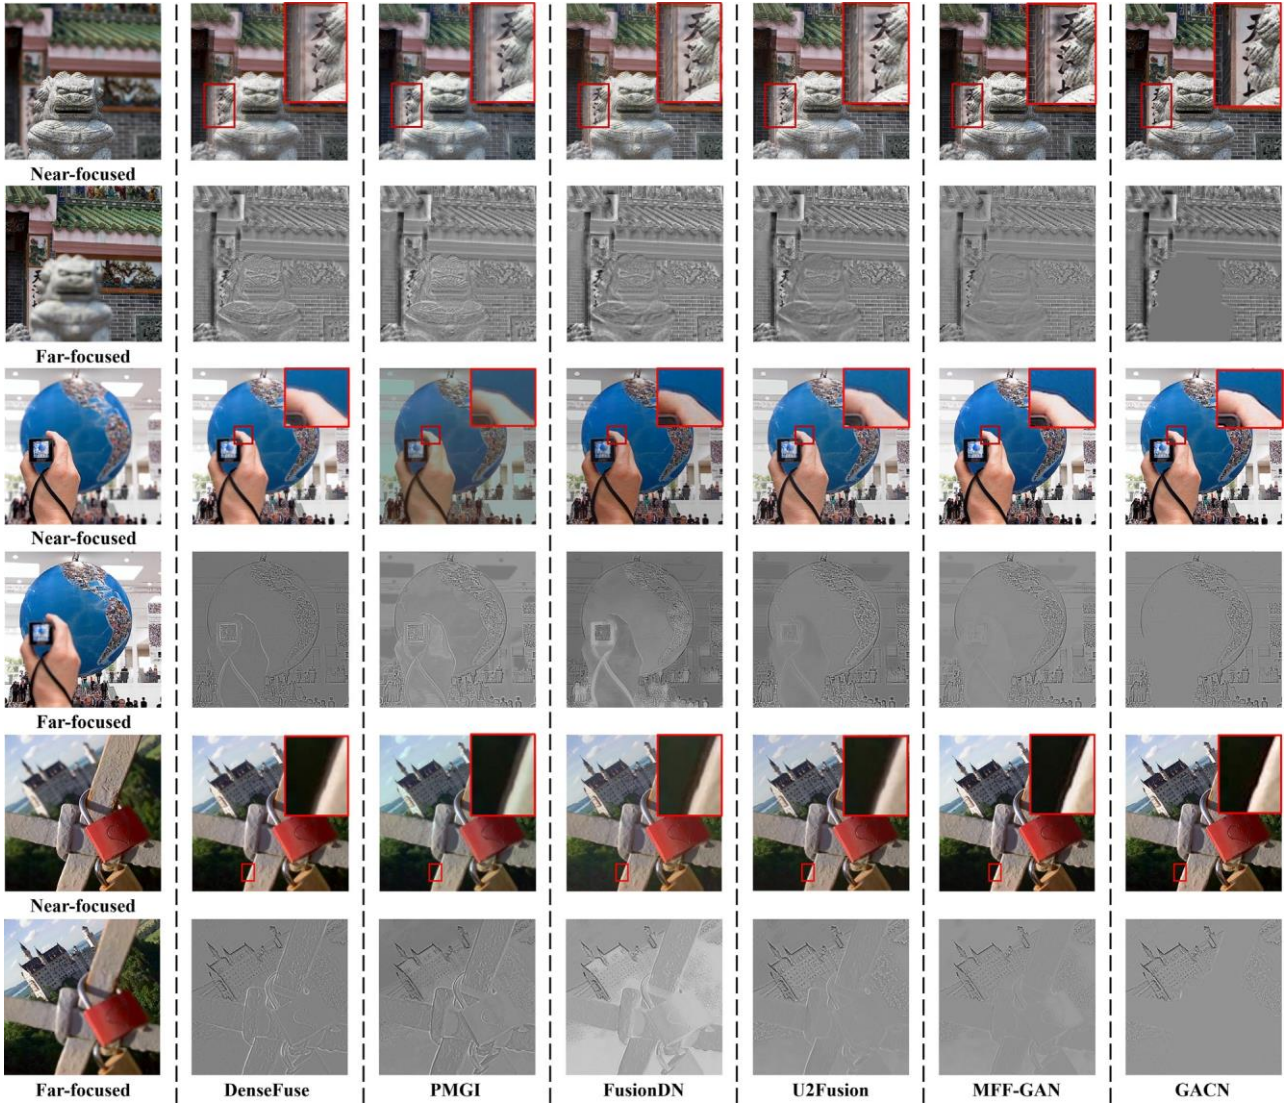 Near-focused
Far-focused
Near-focused
Far-focused
Near-focused
Far-focused
DenseFuse
PMGI
FusionDN
U2Fusion
MFF-GAN
GACN